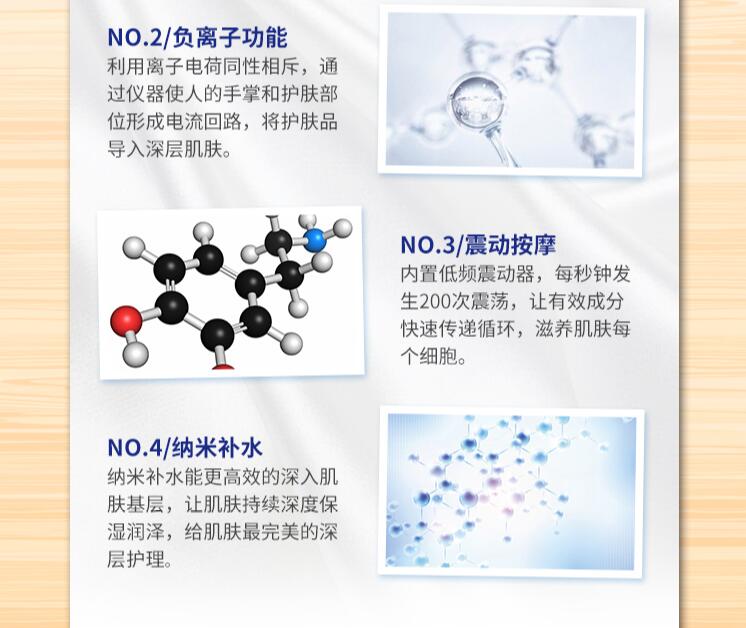 NO.2/负离子功能
利用离子电荷同性相斥，通
过仪器使人的手掌和护肤部
位形成电流回路，将护肤品
导入深层肌肤。
NO.3/震动按摩
内置低频震动器，每秒钟发
生200次震荡，让有效成分
快速传递循环，滋养肌肤每
个细胞。
NO.4/纳米补水
纳米补水能更高效的深入肌
肤基层，让肌肤持续深度保
湿润泽，给肌肤最完美的深
层护理。